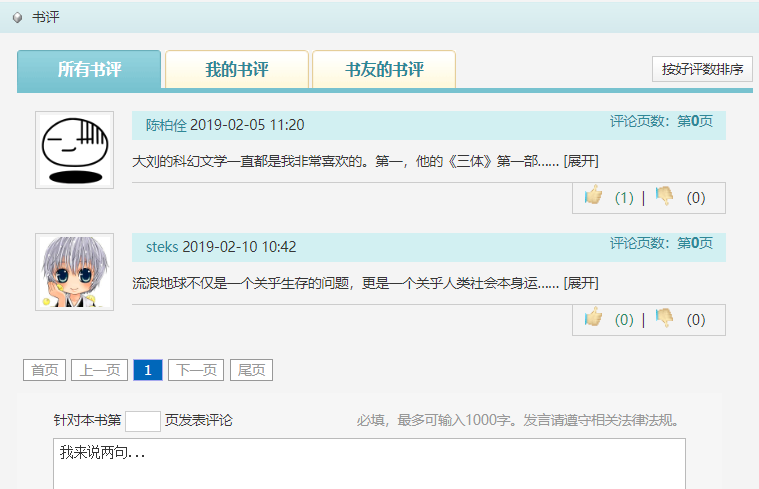 书评
所有书评 我的书评 书友的书评 按好评数排序
陈柏佺 2019-02-05 11:20 评论页数：第0页
大刘的科幻文学一直都是我非常喜欢的。第一，他的《三体》第一部…… [展开]
(1) | (0)
steks 2019-02-10 10:42 评论页数：第0页
流浪地球不仅是一个关乎生存的问题，更是一个关乎人类社会本身运…… [展开]
(0) | (0)
首页 上一页 1 下一页 尾页
针对本书第 页发表评论 必填，最多可输入1000字。发言请遵守相关法律法规。
我来说两句...